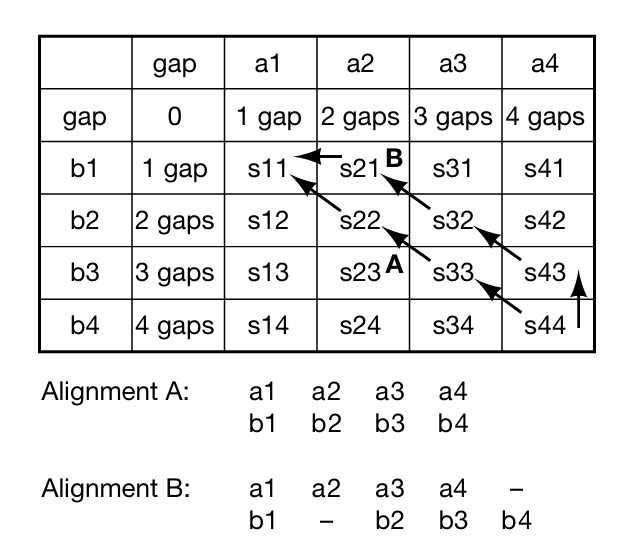 gap a1 a2 a3 a4
gap 0 1 gap 2 gaps 3 gaps 4 gaps
b1 1 gap s11 s21 B s31 s41
b2 2 gaps s12 s22 s32 s42
b3 3 gaps s13 s23 A s33 s43
b4 4 gaps s14 s24 s34 s44
Alignment A: a1 a2 a3 a4
b1 b2 b3 b4
Alignment B: a1 a2 a3 a4 –
b1 – b2 b3 b4